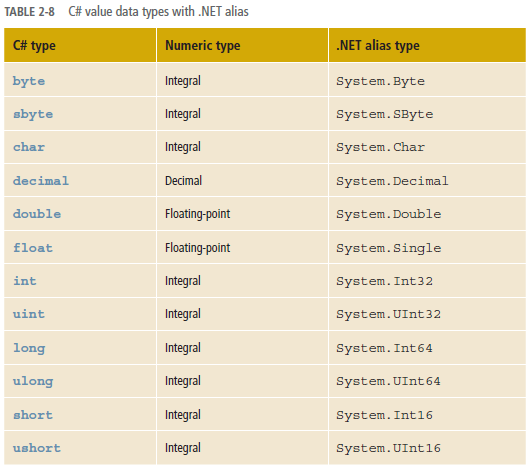 TABLE 2-8 C# value data types with .NET alias
C# type Numeric type .NET alias type
byte Integral System.Byte
sbyte Integral System.SByte
char Integral System.Char
decimal Decimal System.Decimal
double Floating-point System.Double
float Floating-point System.Single
int Integral System.Int32
uint Integral System.UInt32
long Integral System.Int64
ulong Integral System.UInt64
short Integral System.Int16
ushort Integral System.UInt16